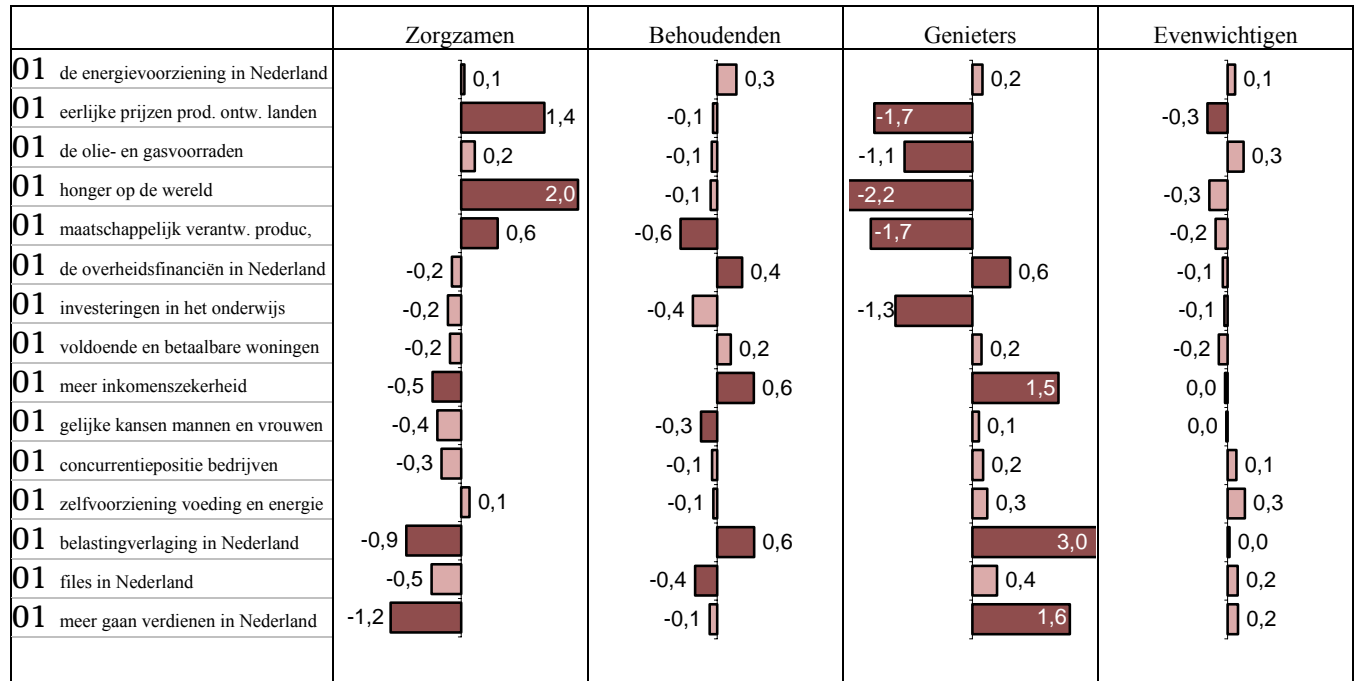 Zorgzamen Behoudenden Genieters Evenwichtigen
01 de energievoorziening in Nederland 0,1 0,3 0,2 0,1
01 eerlijke prijzen prod. ontw. landen 1,4 -0,1 -1,7 -0,3
01 de olie- en gasvoorraden 0,2 -0,1 -1,1 0,3
01 honger op de wereld 2,0 -0,1 -2,2 -0,3
01 maatschappelijk verantw. produc, 0,6 -0,6 -1,7 -0,2
01 de overheidsfinanciën in Nederland -0,2 0,4 0,6 -0,1
01 investeringen in het onderwijs -0,2 -0,4 -1,3 -0,1
01 voldoende en betaalbare woningen -0,2 0,2 0,2 -0,2
01 meer inkomenszekerheid -0,5 0,6 1,5 0,0
01 gelijke kansen mannen en vrouwen -0,4 -0,3 0,1 0,0
01 concurrentiepositie bedrijven -0,3 -0,1 0,2 0,1
01 zelfvoorziening voeding en energie 0,1 -0,1 0,3 0,3
01 belastingverlaging in Nederland -0,9 0,6 3,0 0,0
01 files in Nederland -0,5 -0,4 0,4 0,2
01 meer gaan verdienen in Nederland -1,2 -0,1 1,6 0,2